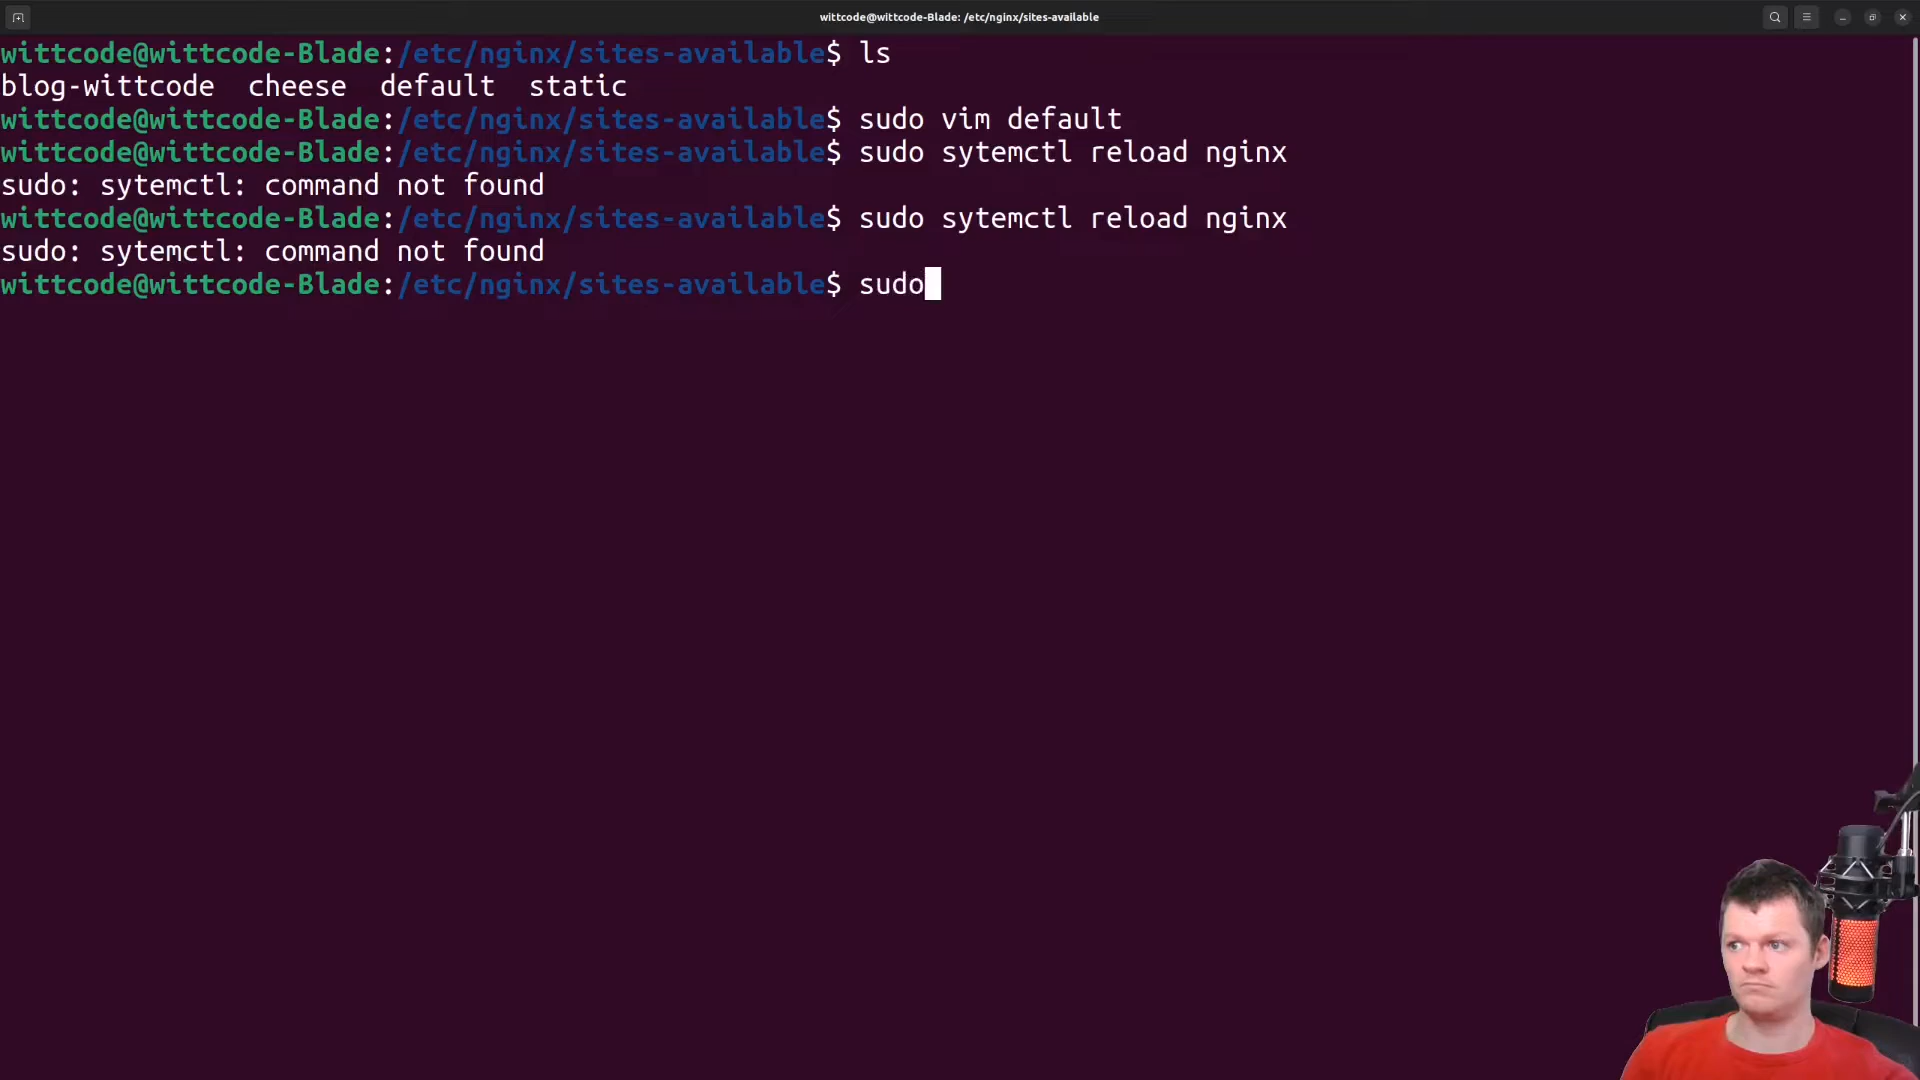 wittcode@wittcode-Blade: /etc/nginx/sites-available
wittcode@wittcode-Blade:/etc/nginx/sites-available$ ls
blog-wittcode  cheese  default  static
wittcode@wittcode-Blade:/etc/nginx/sites-available$ sudo vim default
wittcode@wittcode-Blade:/etc/nginx/sites-available$ sudo sytemctl reload nginx
sudo: sytemctl: command not found
wittcode@wittcode-Blade:/etc/nginx/sites-available$ sudo sytemctl reload nginx
sudo: sytemctl: command not found
wittcode@wittcode-Blade:/etc/nginx/sites-available$ sudo